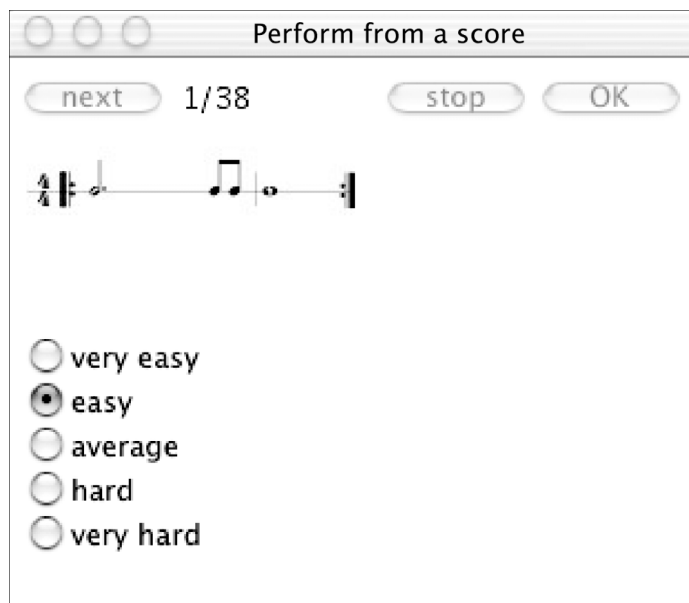 Perform from a score
next 1/38 stop OK
4
4
very easy
easy
average
hard
very hard